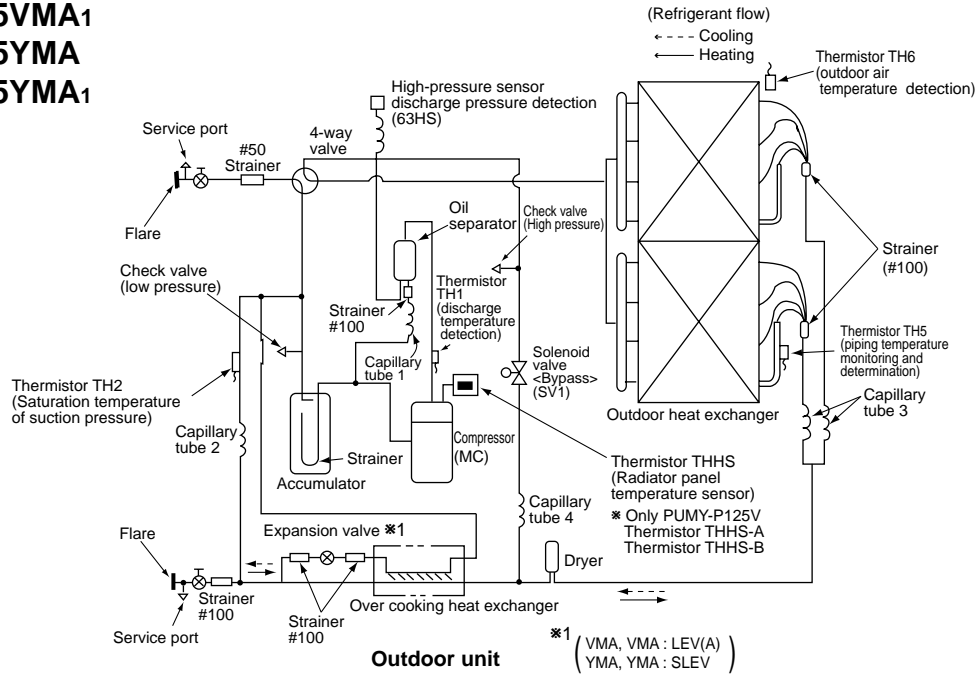 5VMA1
5YMA
5YMA1
(Refrigerant flow)
Cooling
Heating
Thermistor TH6
(outdoor air
temperature detection)
High-pressure sensor
discharge pressure detection
(63HS)
Service port
#50
Strainer
4-way
valve
Flare
Oil
separator
Check valve
(High pressure)
Strainer
(#100)
Check valve
(low pressure)
Thermistor
TH1
(discharge
temperature
detection)
Strainer
#100
Capillary
tube 1
Solenoid
valve
<Bypass>
(SV1)
Thermistor TH5
(piping temperature
monitoring and
determination)
Thermistor TH2
(Saturation temperature
of suction pressure)
Outdoor heat exchanger
Capillary
tube 3
Capillary
tube 2
Strainer
Accumulator
Compressor
(MC)
Thermistor THHS
(Radiator panel
temperature sensor)
※ Only PUMY-P125V
Thermistor THHS-A
Thermistor THHS-B
Capillary
tube 4
Flare
Expansion valve ※1
Dryer
Strainer
#100
Over cooking heat exchanger
Service port
Strainer
#100
Outdoor unit
※1
(VMA, VMA : LEV(A)
YMA, YMA : SLEV)